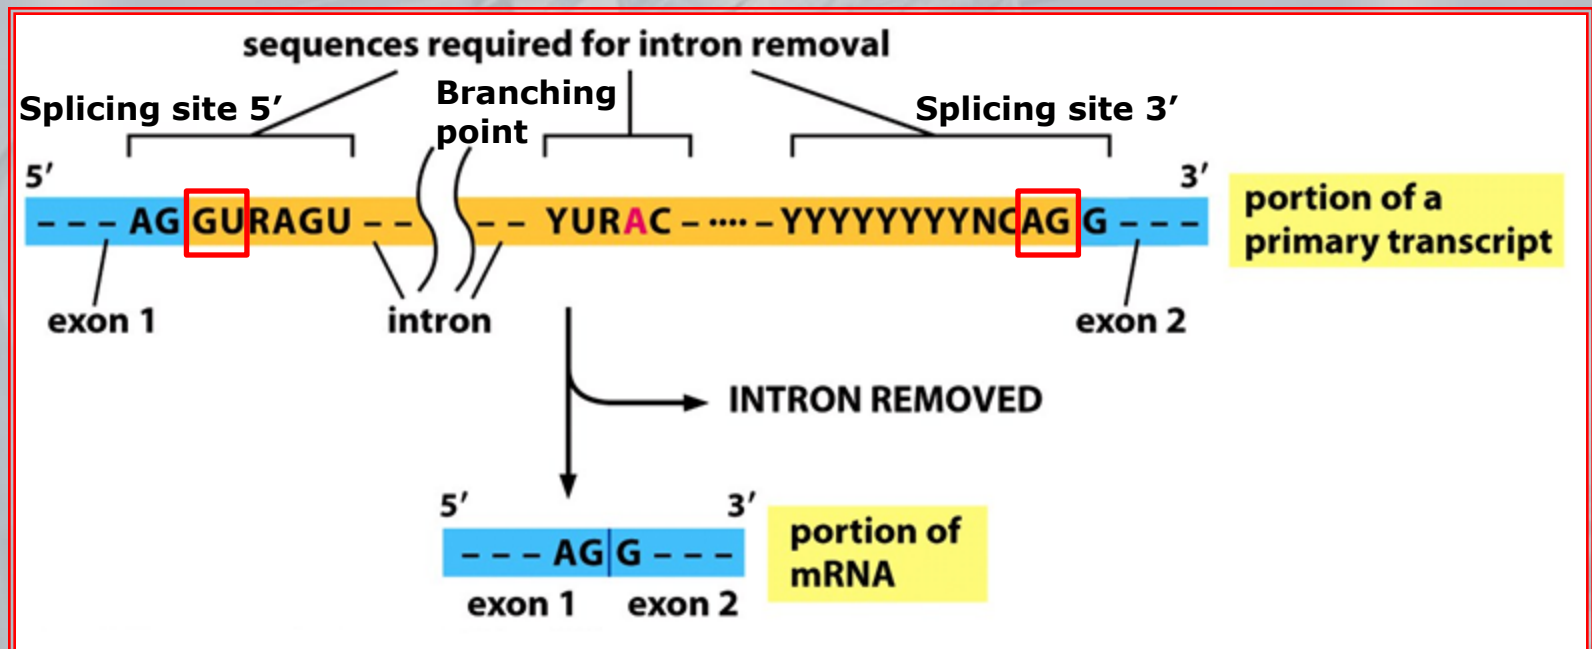 sequences required for intron removal
Splicing site 5′
Branching
point
Splicing site 3′
5′
3′
– – – AG GURAGU – – – – YURAC – ···· – YYYYYYYYNCAG G – – –
portion of a
primary transcript
exon 1
intron
exon 2
INTRON REMOVED
5′
3′
– – – AG G – – –
portion of
mRNA
exon 1
exon 2